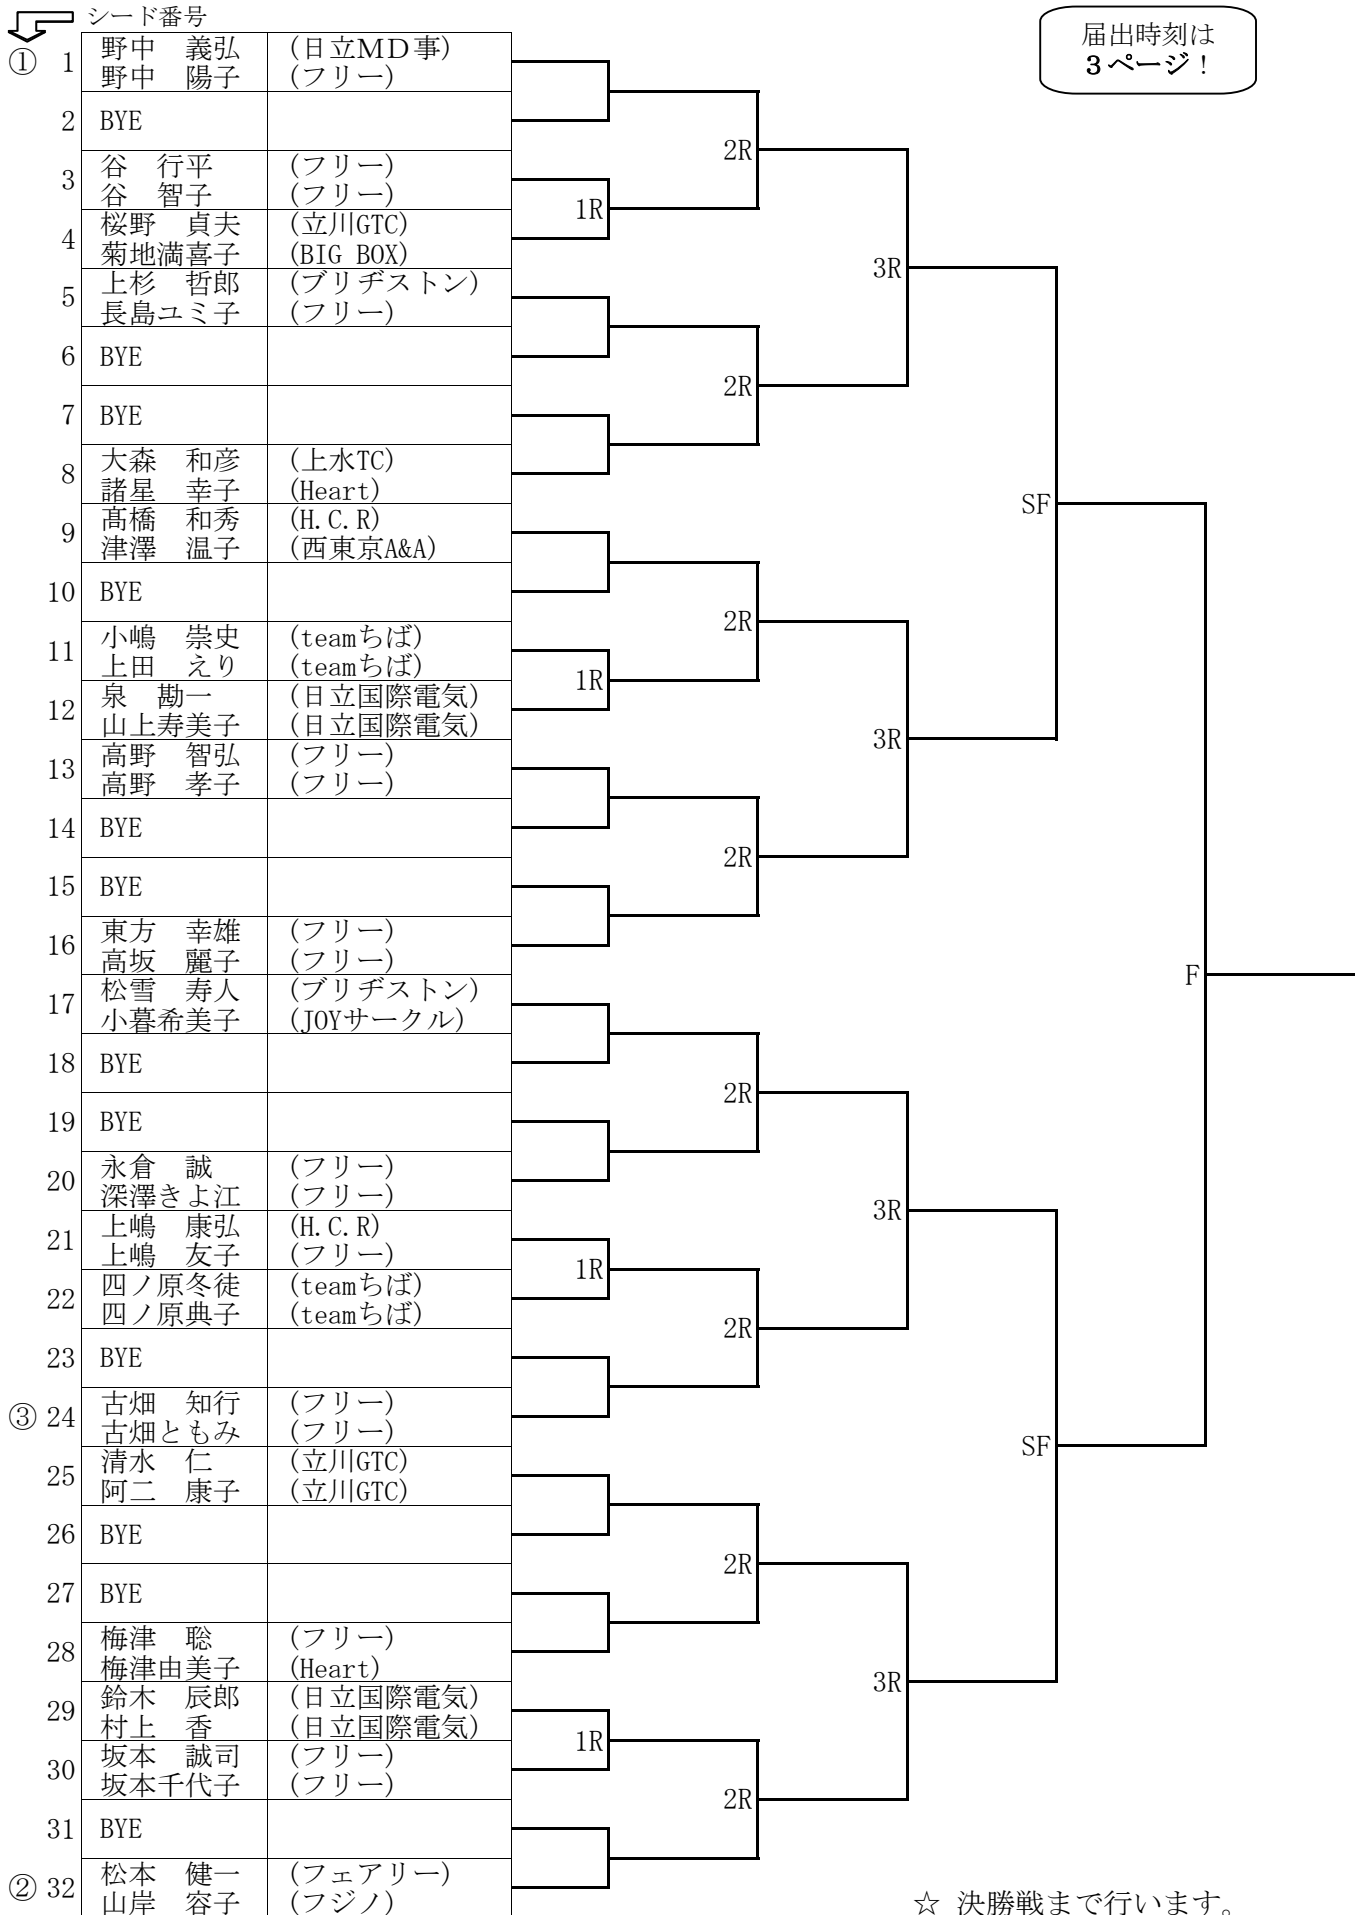 シード番号
届出時刻は
３ページ！
① 1 野中　義弘 (日立ＭＤ事)
野中　陽子 (フリー)
2 BYE
3 谷　行平 (フリー)
谷　智子 (フリー)
4 桜野　貞夫 (立川GTC)
菊地満喜子 (BIG BOX)
5 上杉　哲郎 (ブリヂストン)
長島ユミ子 (フリー)
6 BYE
7 BYE
8 大森　和彦 (上水TC)
諸星　幸子 (Heart)
9 髙橋　和秀 (H.C.R)
津澤　温子 (西東京A&A)
10 BYE
11 小嶋　崇史 (teamちば)
上田　えり (teamちば)
12 泉　勘一 (日立国際電気)
山上寿美子 (日立国際電気)
13 高野　智弘 (フリー)
高野　孝子 (フリー)
14 BYE
15 BYE
16 東方　幸雄 (フリー)
高坂　麗子 (フリー)
17 松雪　寿人 (ブリヂストン)
小暮希美子 (JOYサークル)
18 BYE
19 BYE
20 永倉　誠 (フリー)
深澤きよ江 (フリー)
21 上嶋　康弘 (H.C.R)
上嶋　友子 (フリー)
22 四ノ原冬徒 (teamちば)
四ノ原典子 (teamちば)
23 BYE
③ 24 古畑　知行 (フリー)
古畑ともみ (フリー)
25 清水　仁 (立川GTC)
阿二　康子 (立川GTC)
26 BYE
27 BYE
28 梅津　聡 (フリー)
梅津由美子 (Heart)
29 鈴木　辰郎 (日立国際電気)
村上　香 (日立国際電気)
30 坂本　誠司 (フリー)
坂本千代子 (フリー)
31 BYE
② 32 松本　健一 (フェアリー)
山岸　容子 (フジノ)
1R
1R
1R
1R
2R
2R
2R
2R
2R
2R
2R
2R
3R
3R
3R
3R
SF
SF
F
☆ 決勝戦まで行います。